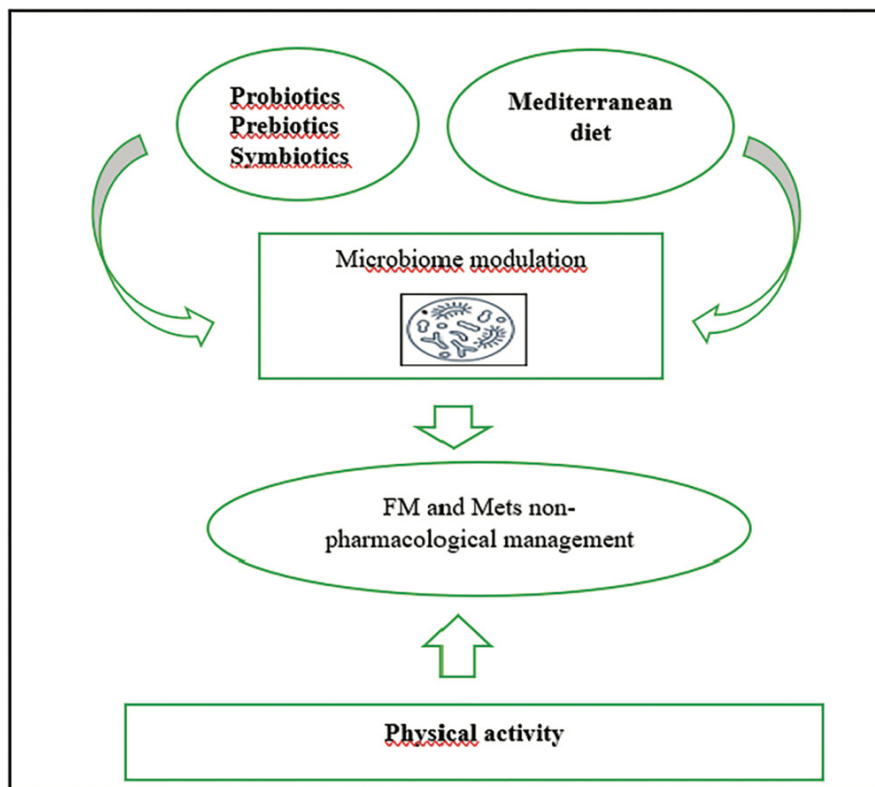 Probiotics
Prebiotics
Symbiotics
Mediterranean
diet
Microbiome modulation
FM and Mets non-
pharmacological management
Physical activity